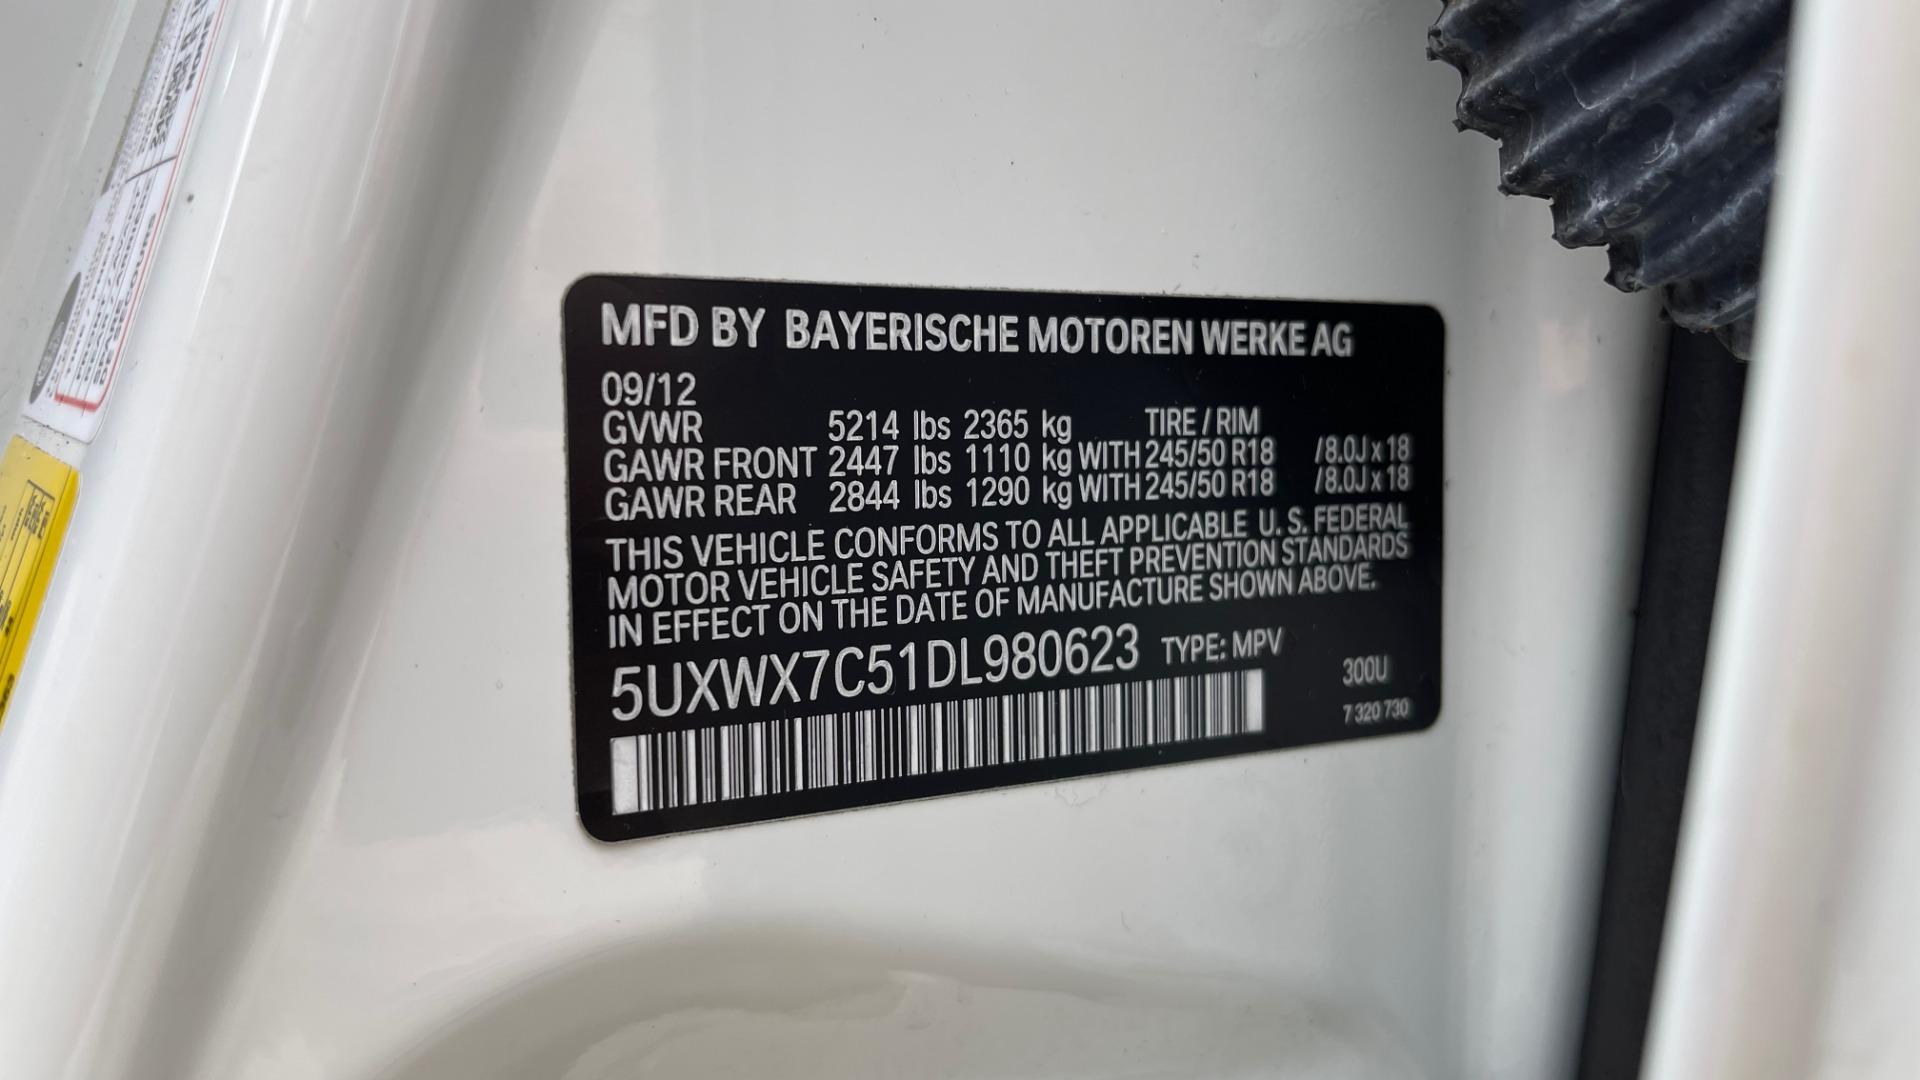 MFD BY BAYERISCHE MOTOREN WERKE AG
09/12
GVWR 5214 lbs 2365 kg TIRE / RIM
GAWR FRONT 2447 lbs 1110 kg WITH 245/50 R18 /8.0J x 18
GAWR REAR 2844 lbs 1290 kg WITH 245/50 R18 /8.0J x 18
THIS VEHICLE CONFORMS TO ALL APPLICABLE U. S. FEDERAL
MOTOR VEHICLE SAFETY AND THEFT PREVENTION STANDARDS
IN EFFECT ON THE DATE OF MANUFACTURE SHOWN ABOVE.
5UXWX7C51DL980623 TYPE: MPV
300U
7 320 730